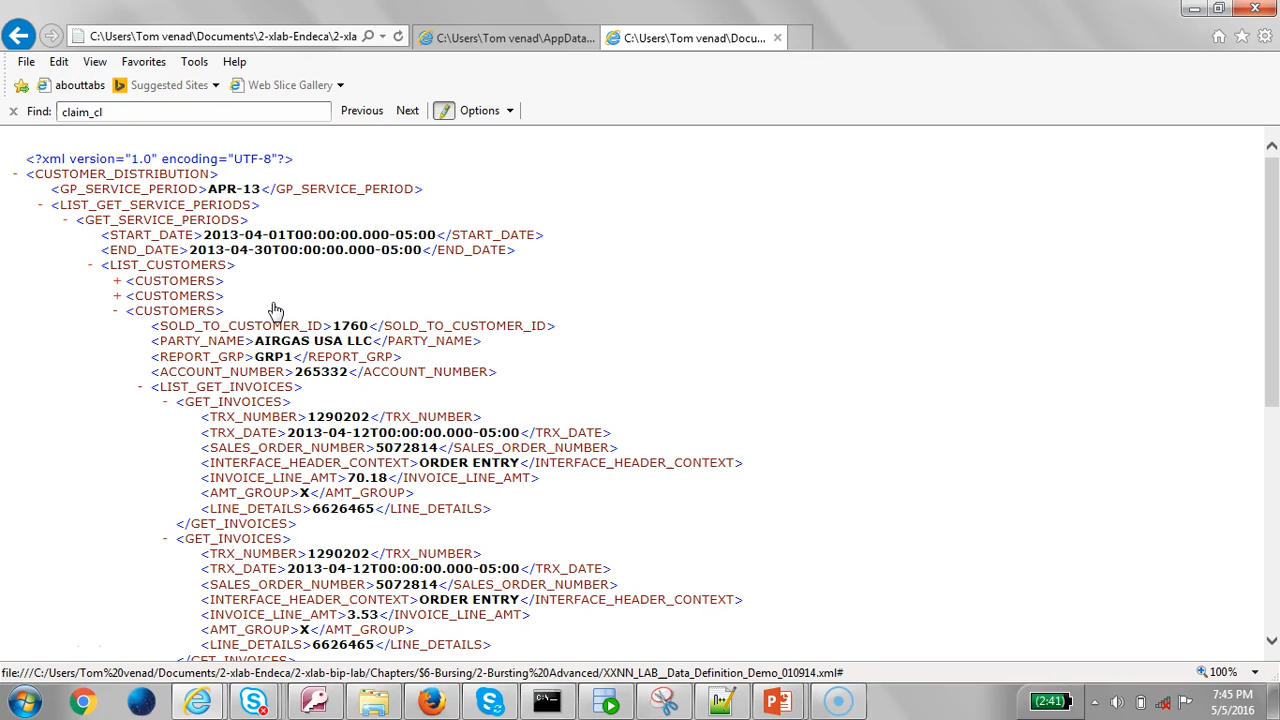 C:\Users\Tom venad\Documents\2-xlab-Endeca\2-xla
C:\Users\Tom venad\AppData...
C:\Users\Tom venad\Docu...
File Edit View Favorites Tools Help
abouttabs Suggested Sites Web Slice Gallery
Find: claim_cl Previous Next Options
<?xml version="1.0" encoding="UTF-8"?>
- <CUSTOMER_DISTRIBUTION>
<GP_SERVICE_PERIOD>APR-13</GP_SERVICE_PERIOD>
- <LIST_GET_SERVICE_PERIODS>
- <GET_SERVICE_PERIODS>
<START_DATE>2013-04-01T00:00:00.000-05:00</START_DATE>
<END_DATE>2013-04-30T00:00:00.000-05:00</END_DATE>
- <LIST_CUSTOMERS>
+ <CUSTOMERS>
+ <CUSTOMERS>
- <CUSTOMERS>
<SOLD_TO_CUSTOMER_ID>1760</SOLD_TO_CUSTOMER_ID>
<PARTY_NAME>AIRGAS USA LLC</PARTY_NAME>
<REPORT_GRP>GRP1</REPORT_GRP>
<ACCOUNT_NUMBER>265332</ACCOUNT_NUMBER>
- <LIST_GET_INVOICES>
- <GET_INVOICES>
<TRX_NUMBER>1290202</TRX_NUMBER>
<TRX_DATE>2013-04-12T00:00:00.000-05:00</TRX_DATE>
<SALES_ORDER_NUMBER>5072814</SALES_ORDER_NUMBER>
<INTERFACE_HEADER_CONTEXT>ORDER ENTRY</INTERFACE_HEADER_CONTEXT>
<INVOICE_LINE_AMT>70.18</INVOICE_LINE_AMT>
<AMT_GROUP>X</AMT_GROUP>
<LINE_DETAILS>6626465</LINE_DETAILS>
</GET_INVOICES>
- <GET_INVOICES>
<TRX_NUMBER>1290202</TRX_NUMBER>
<TRX_DATE>2013-04-12T00:00:00.000-05:00</TRX_DATE>
<SALES_ORDER_NUMBER>5072814</SALES_ORDER_NUMBER>
<INTERFACE_HEADER_CONTEXT>ORDER ENTRY</INTERFACE_HEADER_CONTEXT>
<INVOICE_LINE_AMT>3.53</INVOICE_LINE_AMT>
<AMT_GROUP>X</AMT_GROUP>
<LINE_DETAILS>6626465</LINE_DETAILS>
</GET_INVOICES>
file:///C:/Users/Tom%20venad/Documents/2-xlab-Endeca/2-xlab-bip-lab/Chapters/$6-Bursing/2-Bursting%20Advanced/XXNN_LAB__Data_Definition_Demo_010914.xml#
100%
(2:41)
7:45 PM
5/5/2016